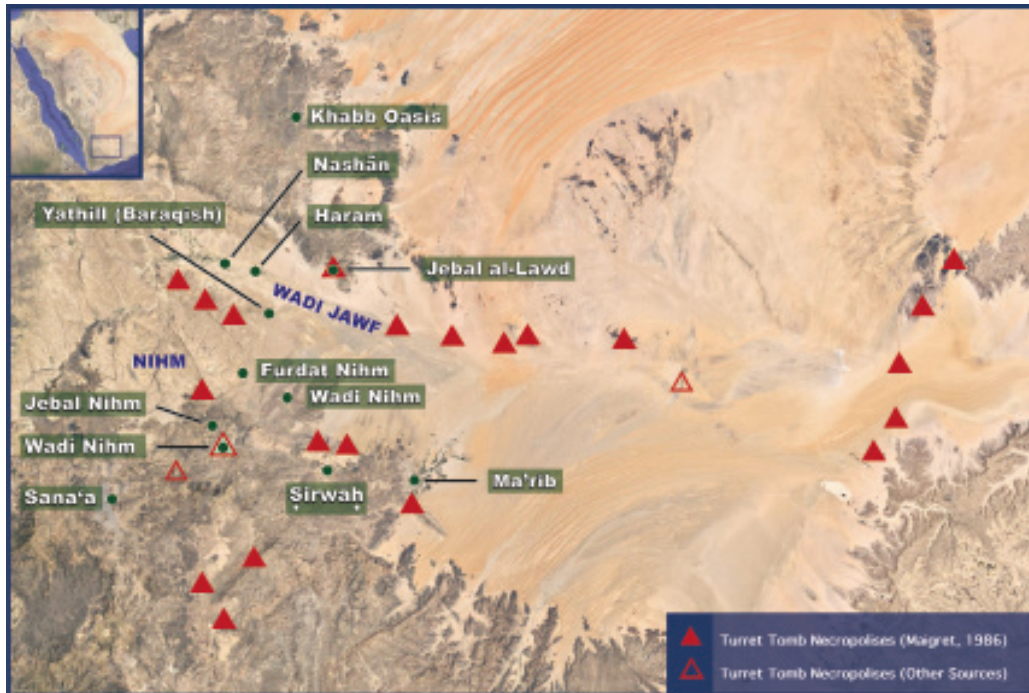 Khabb Oasis
Nashān
Yathill (Baraqish)
Haram
Jebal al-Lawd
WADI JAWF
NIHM
Furdat Nihm
Wadi Nihm
Jebal Nihm
Wadi Nihm
Sana‘a
Sirwah
Ma’rib
Turret Tomb Necropolises (Maigret, 1986)
Turret Tomb Necropolises (Other Sources)